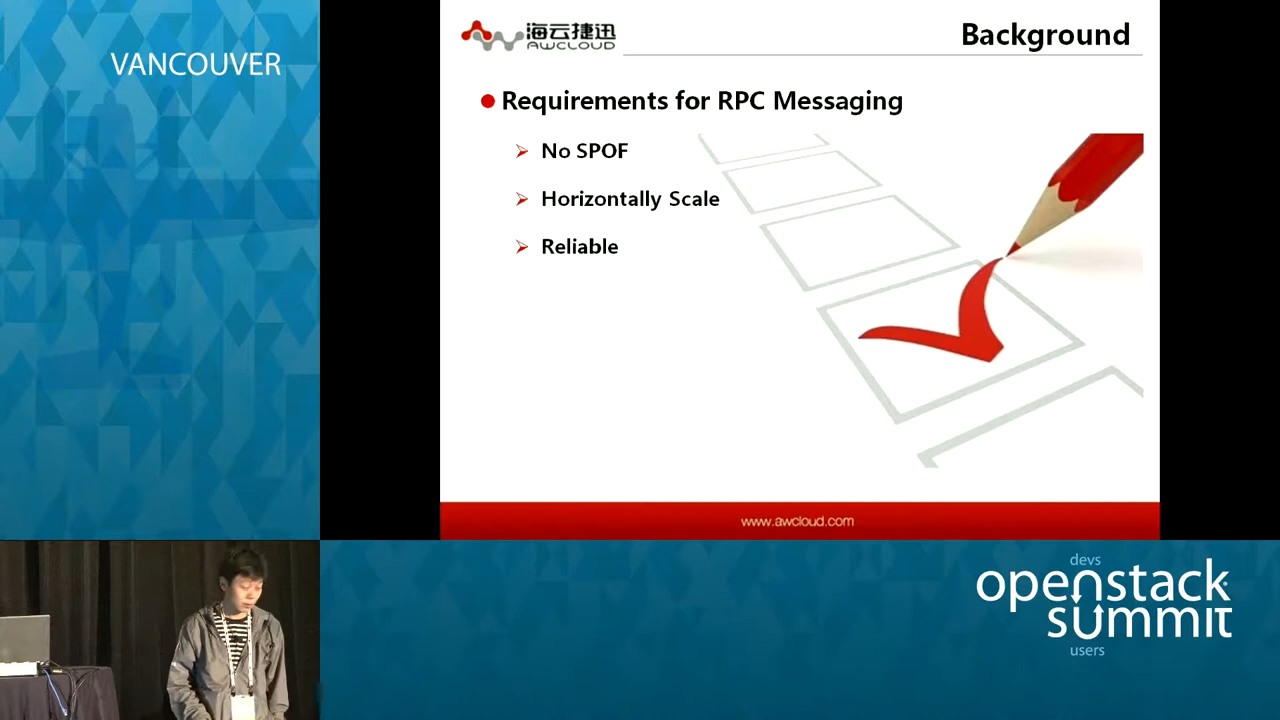 VANCOUVER
海云捷迅
AWCLOUD
Background
Requirements for RPC Messaging
No SPOF
Horizontally Scale
Reliable
www.awcloud.com
devs
openstack
summit
users